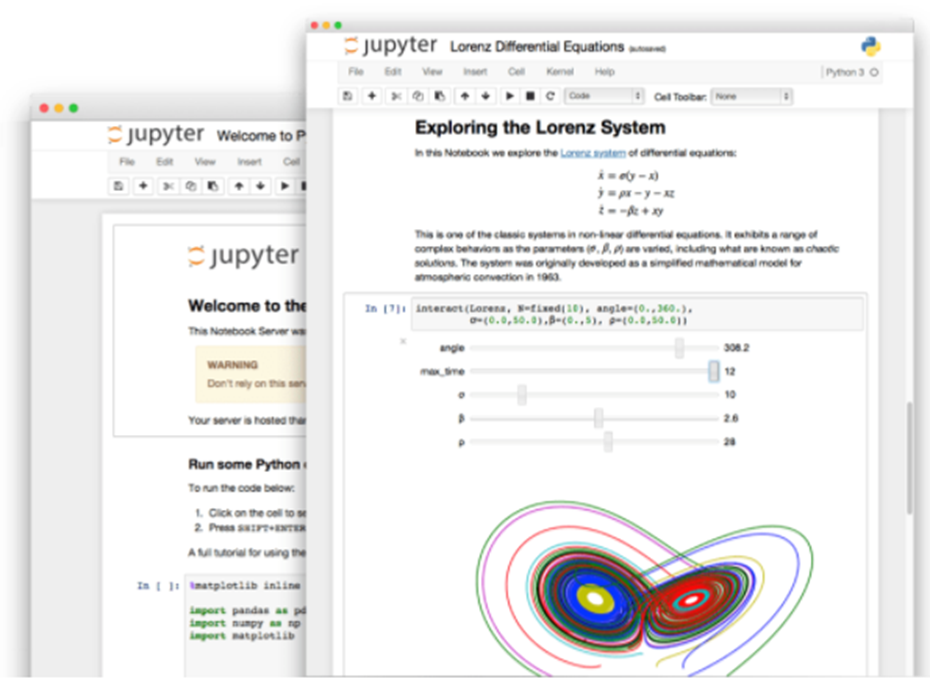 jupyter Lorenz Differential Equations (autosaved)
File Edit View Insert Cell Kernel Help Python 3
Code Cell Toolbar: None
Exploring the Lorenz System
In this Notebook we explore the Lorenz system of differential equations:
ẋ = σ(y − x)
ẏ = ρx − y − xz
ż = −βz + xy
This is one of the classic systems in non-linear differential equations. It exhibits a range of
complex behaviors as the parameters (σ, β, ρ) are varied, including what are known as chaotic
solutions. The system was originally developed as a simplified mathematical model for
atmospheric convection in 1963.
In [7]: interact(Lorenz, N=fixed(10), angle=(0.,360.),
σ=(0.0,50.0),β=(0.,5), ρ=(0.0,50.0))
angle 308.2
max_time 12
σ 10
β 2.6
ρ 28
jupyter Welcome to P
File Edit View Insert Cell
jupyter
Welcome to the
This Notebook Server was
WARNING
Don't rely on this serv
Your server is hosted than
Run some Python
To run the code below:
1. Click on the cell to se
2. Press SHIFT+ENTER
A full tutorial for using the
In [ ]: %matplotlib inline
import pandas as pd
import numpy as np
import matplotlib